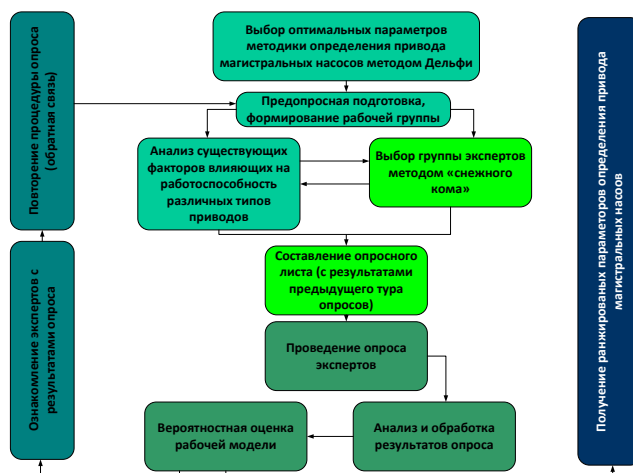 Выбор оптимальных параметров
методики определения привода
магистральных насосов методом Дельфи
Предопросная подготовка,
формирование рабочей группы
Анализ существующих
факторов влияющих на
работоспособность
различных типов
приводов
Выбор группы экспертов
методом «снежного
кома»
Составление опросного
листа (с результатами
предыдущего тура
опросов)
Проведение опроса
экспертов
Анализ и обработка
результатов опроса
Вероятностная оценка
рабочей модели
Ознакомление экспертов с
результатами опроса
Повторение процедуры опроса
(обратная связь)
Получение ранжированых параметров определения привода
магистральных насоов